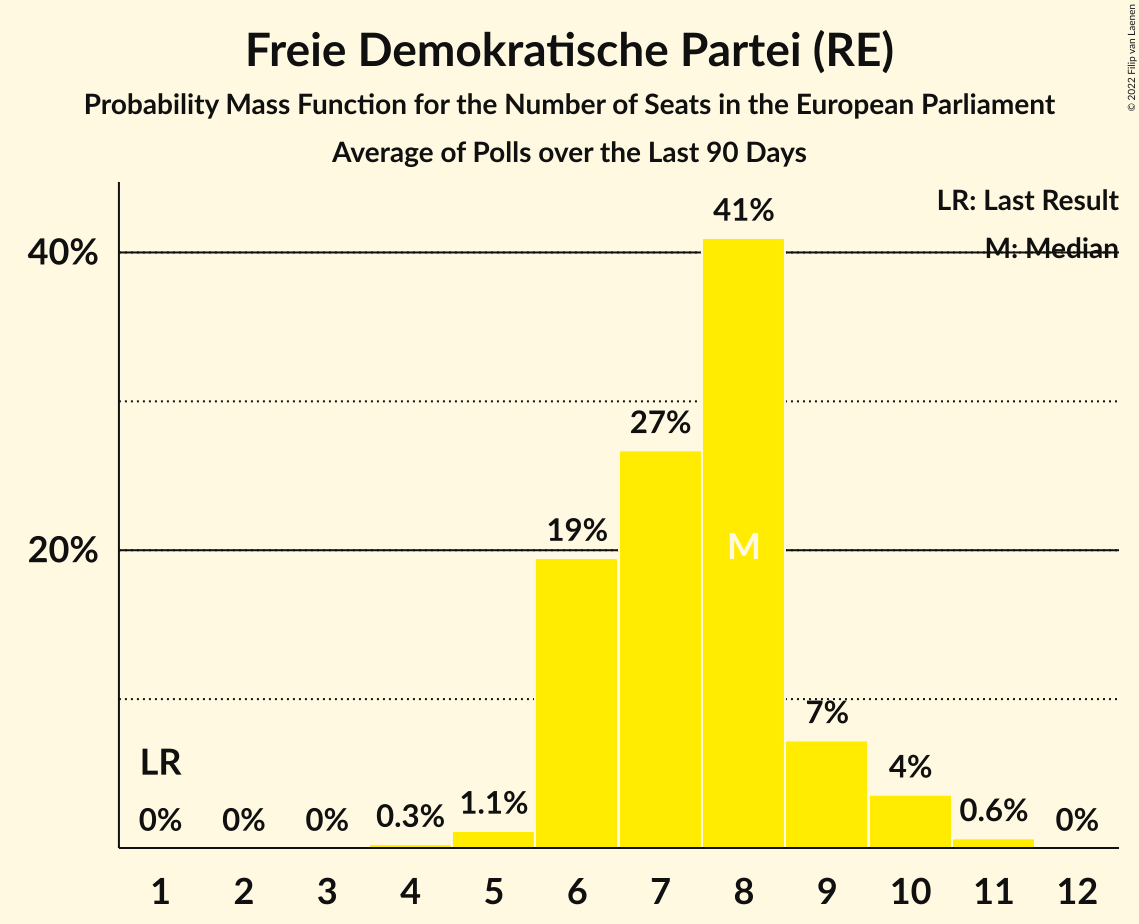 Freie Demokratische Partei (RE)
Probability Mass Function for the Number of Seats in the European Parliament
Average of Polls over the Last 90 Days
© 2022 Filip van Laenen
LR: Last Result
M: Median
40%
20%
LR
0%
0%
0%
0.3%
1.1%
19%
27%
41%
M
7%
4%
0.6%
0%
1 2 3 4 5 6 7 8 9 10 11 12